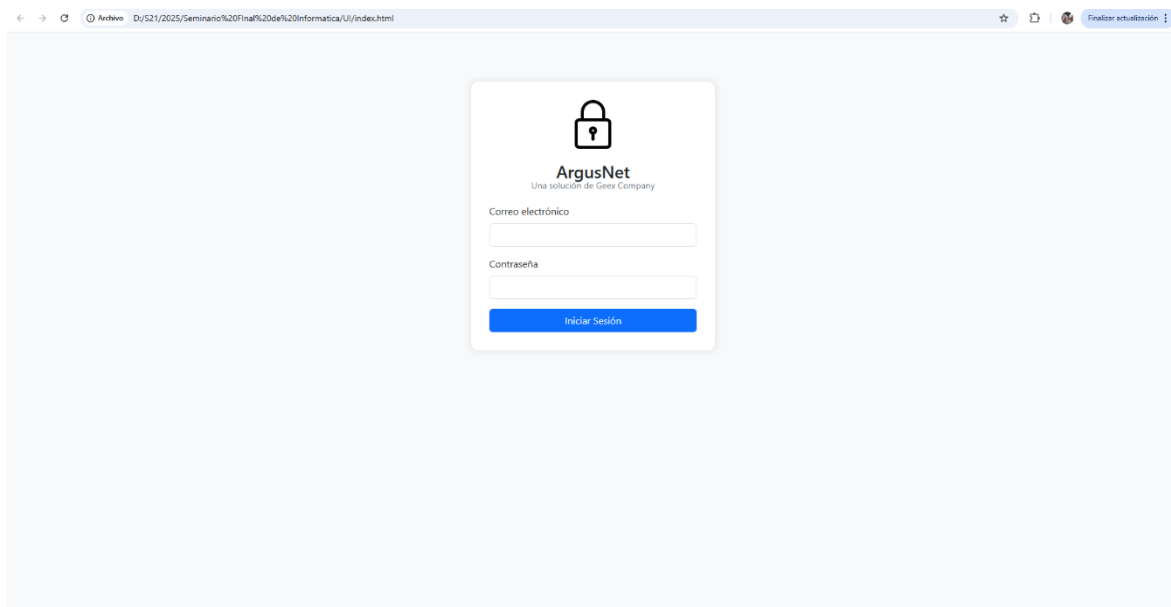 Archivo D:/S21/2025/Seminario%20FInal%20de%20Informatica/UI/index.html Finalizar actualización
ArgusNet
Una solución de Geex Company
Correo electrónico
Contraseña
Iniciar Sesión